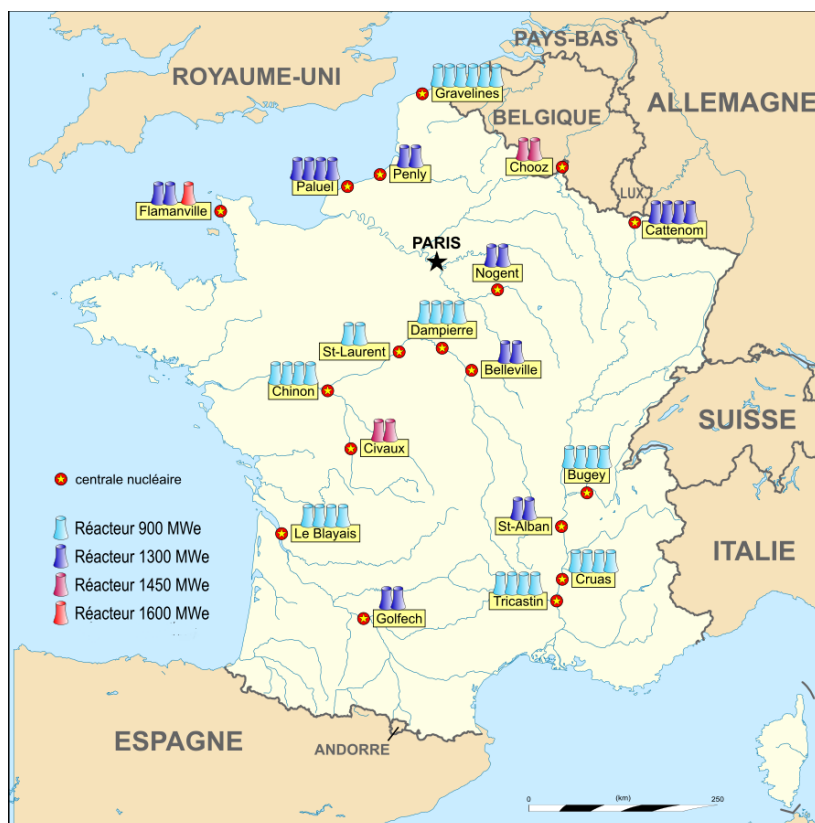 PAYS-BAS
ROYAUME-UNI
Gravelines
ALLEMAGNE
BELGIQUE
Penly
Chooz
Paluel
LUX.
Flamanville
Cattenom
PARIS
Nogent
Dampierre
St-Laurent
Belleville
Chinon
SUISSE
Civaux
Bugey
centrale nucléaire
St-Alban
Réacteur 900 MWe
Le Blayais
ITALIE
Réacteur 1300 MWe
Cruas
Réacteur 1450 MWe
Tricastin
Réacteur 1600 MWe
Golfech
ESPAGNE
ANDORRE
(km)
0
250